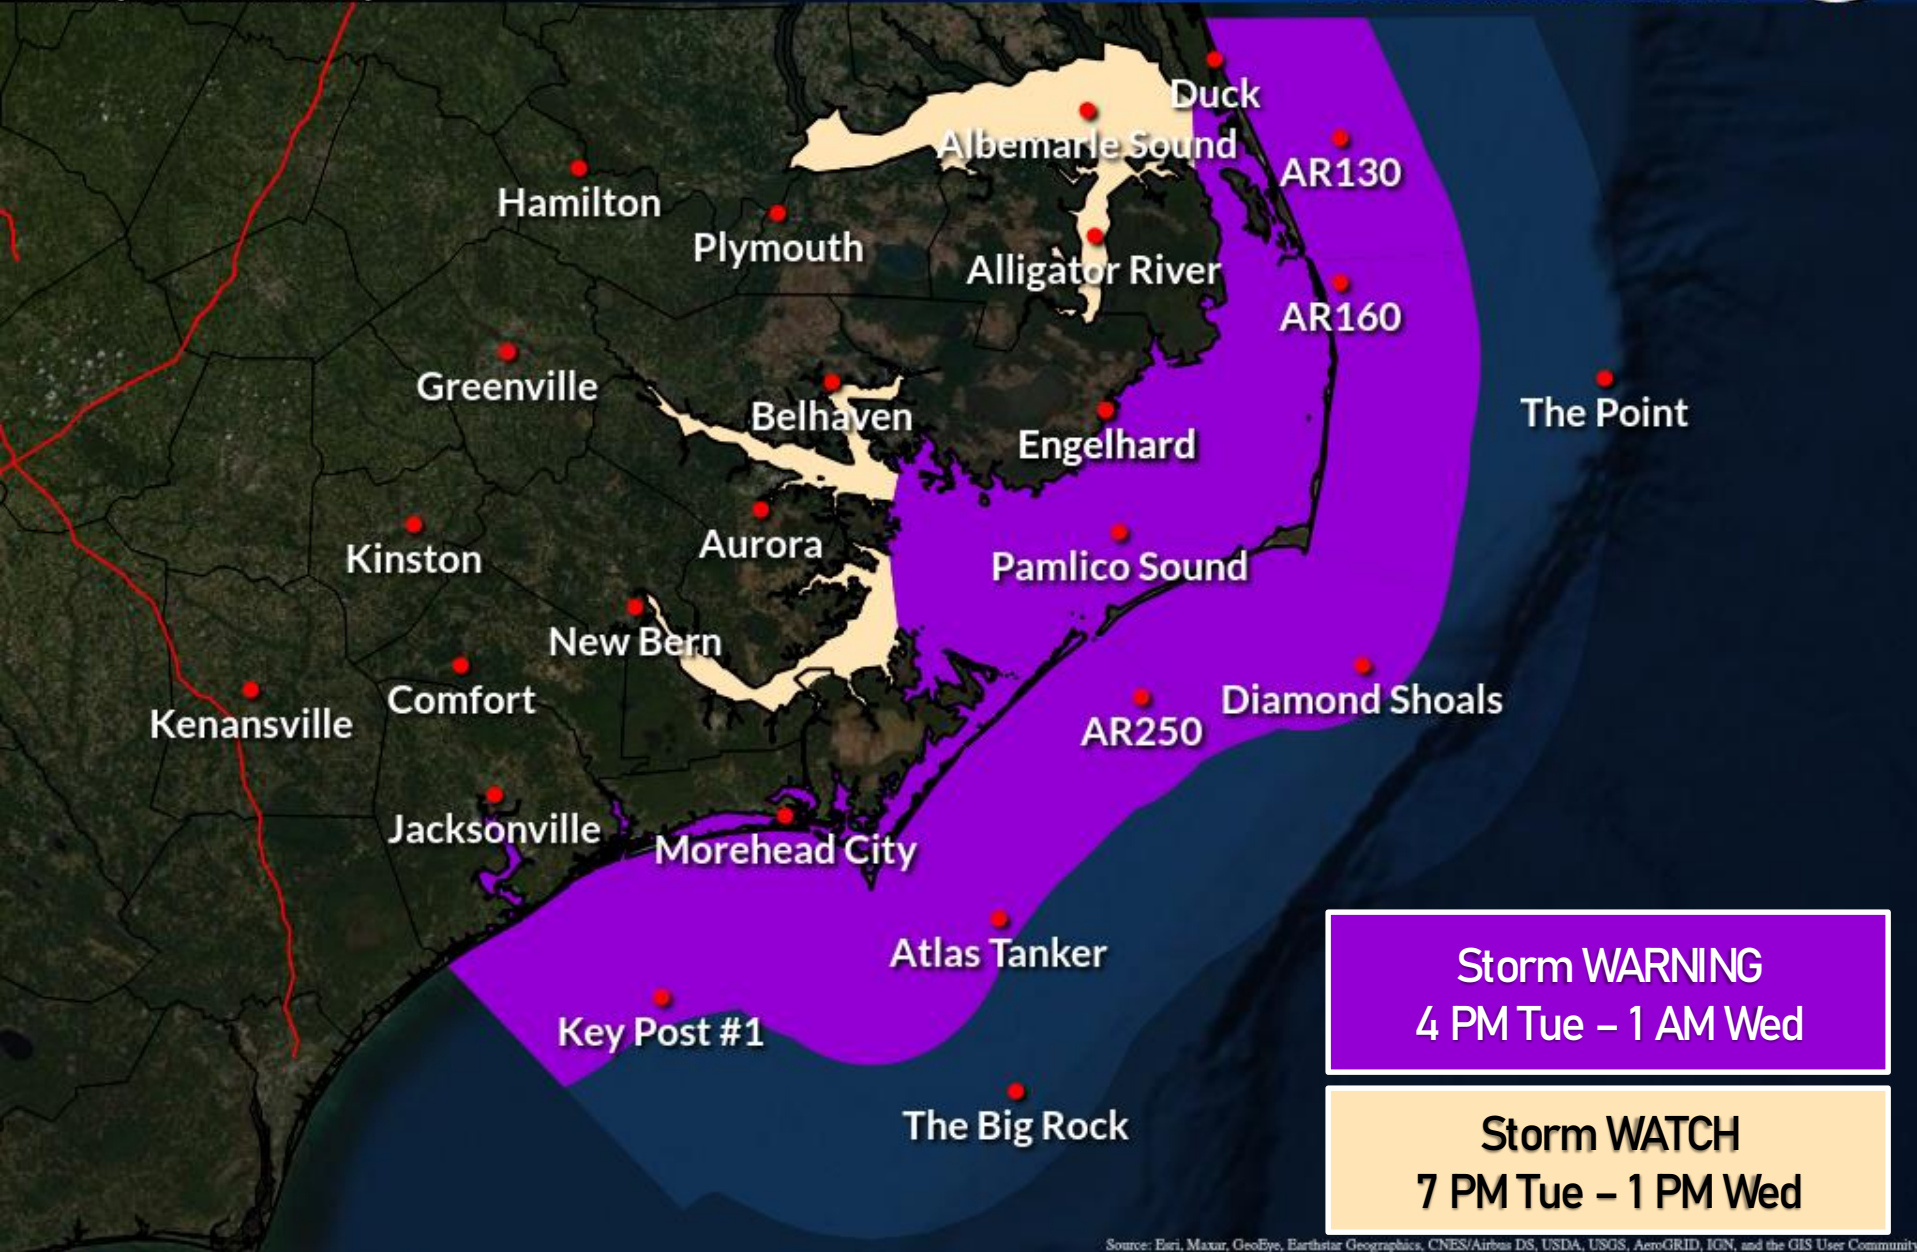 Duck
Albemarle Sound
AR130
Hamilton
Plymouth
Alligator River
AR160
Greenville
Belhaven
Engelhard
The Point
Aurora
Kinston
Pamlico Sound
New Bern
Comfort
Kenansville
Diamond Shoals
AR250
Jacksonville
Morehead City
Atlas Tanker
Key Post #1
The Big Rock
Storm WARNING
4 PM Tue – 1 AM Wed
Storm WATCH
7 PM Tue – 1 PM Wed
Source: Esri, Maxar, GeoEye, Earthstar Geographics, CNES/Airbus DS, USDA, USGS, AeroGRID, IGN, and the GIS User Community